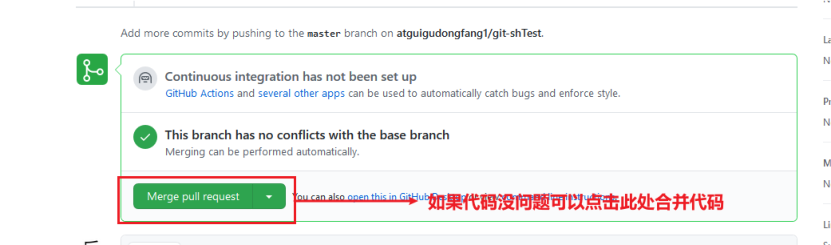 Add more commits by pushing to the master branch on atguigudongfang1/git-shTest.
Continuous integration has not been set up
GitHub Actions and several other apps can be used to automatically catch bugs and enforce style.
This branch has no conflicts with the base branch
Merging can be performed automatically.
Merge pull request
You can also open this in GitHub Desktop
如果代码没问题可以点击此处合并代码